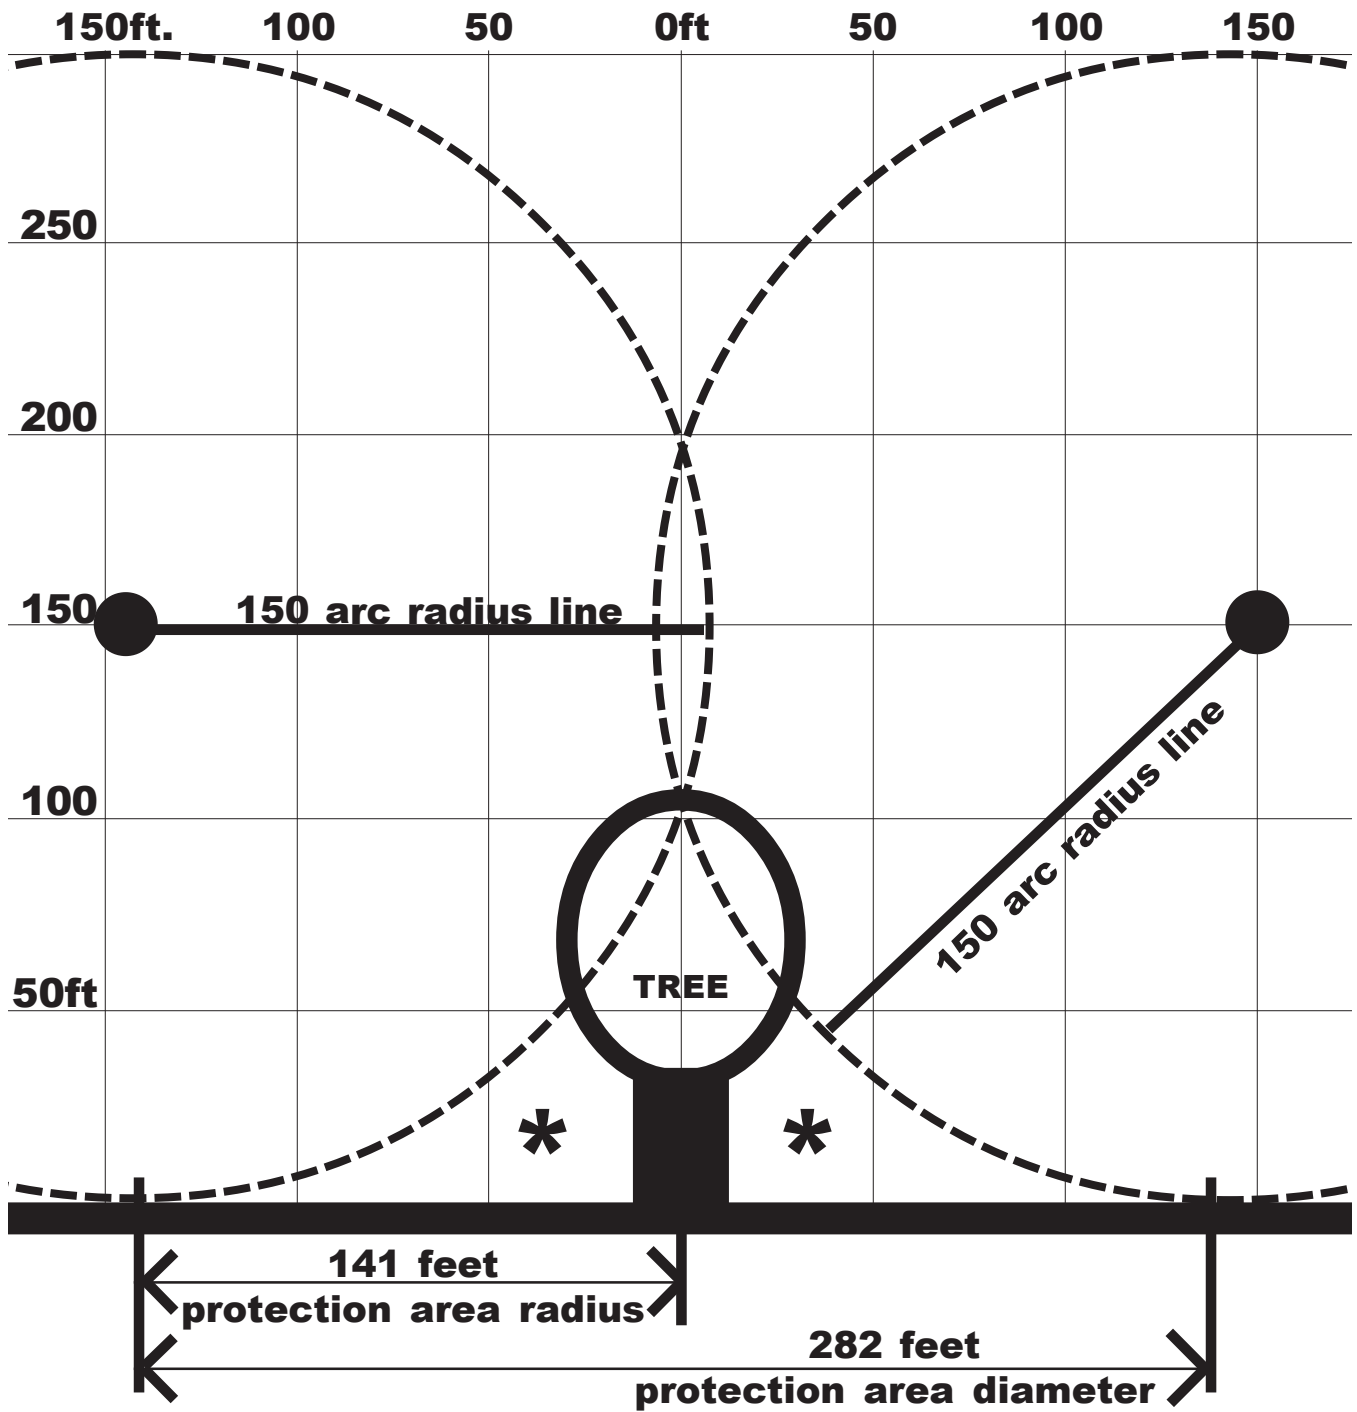 150ft. 100 50 0ft 50 100 150
250
200
150
150 arc radius line
150 arc radius line
100
50ft
TREE
* *
141 feet
protection area radius
282 feet
protection area diameter